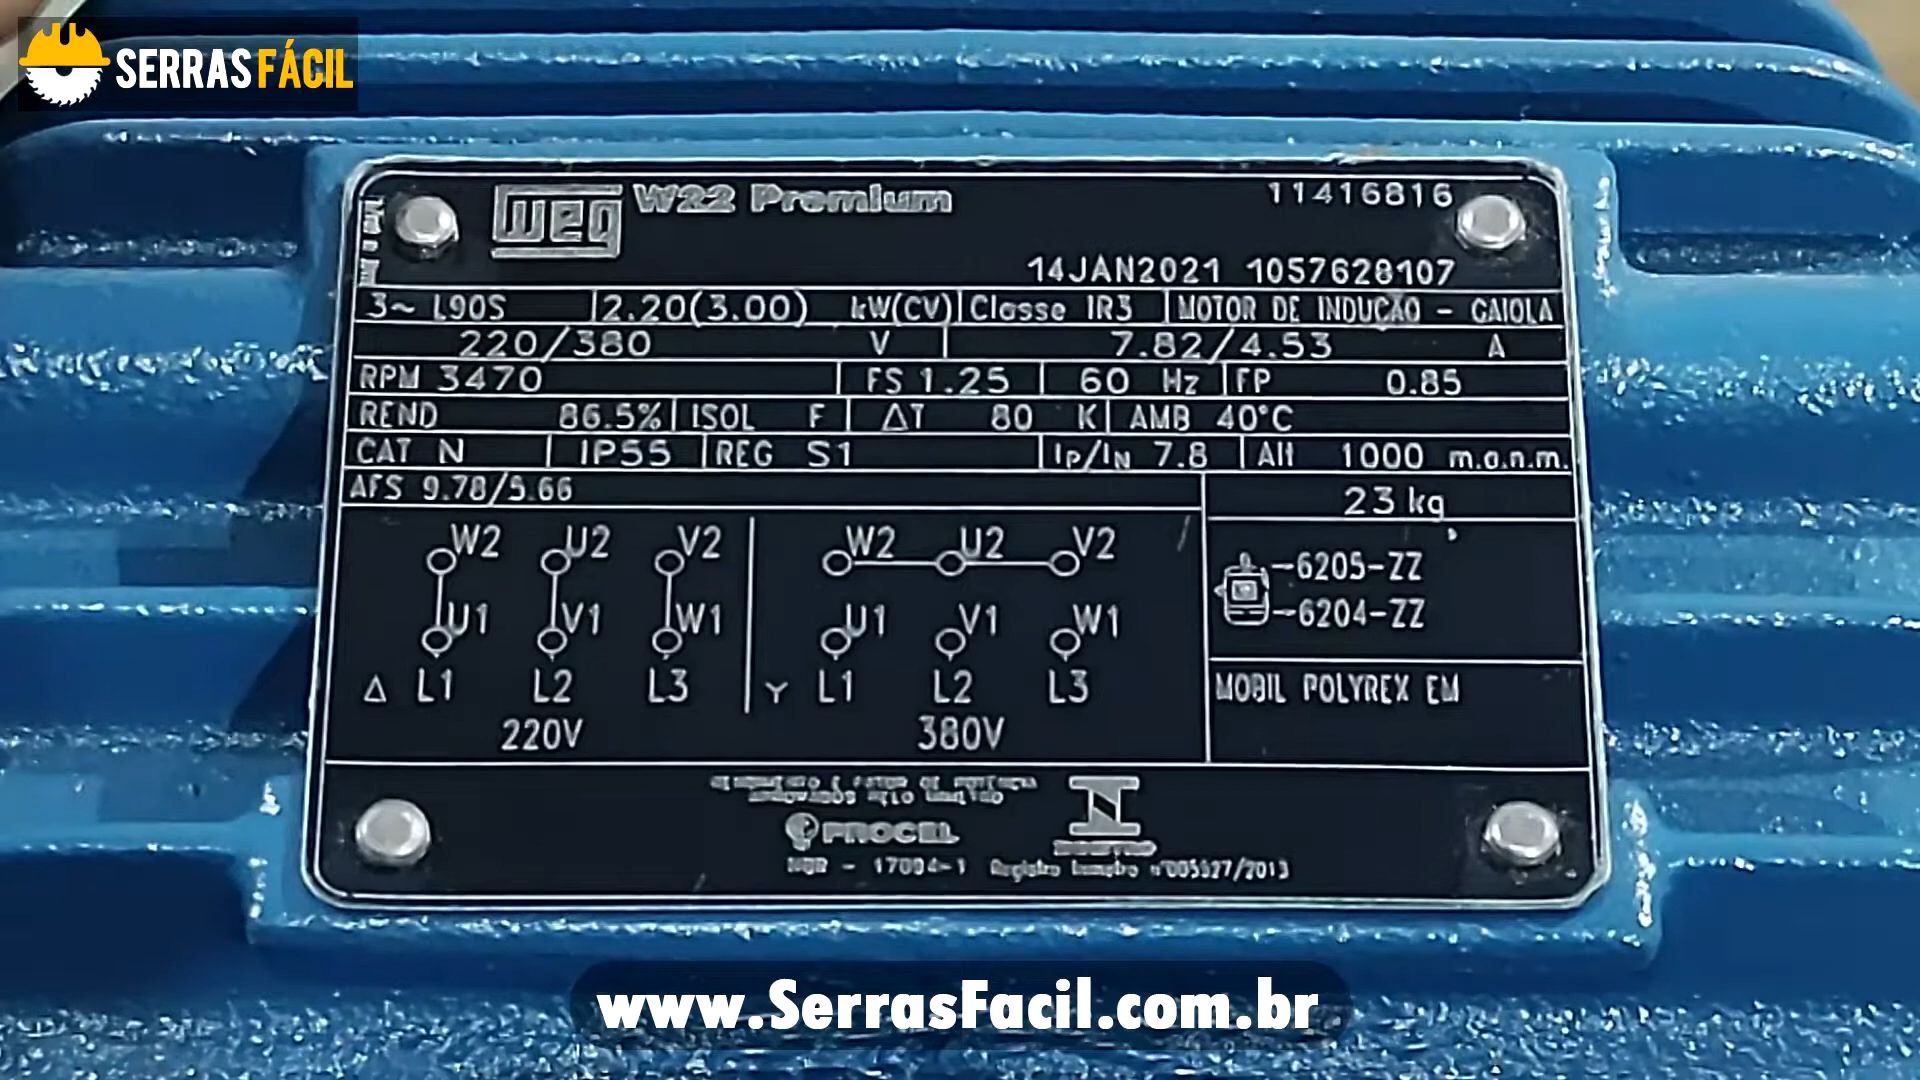 SERRAS FÁCIL
WEG W22 Premium 11416816
14JAN2021 1057628107
3~ L90S 2.20(3.00) kW(CV) Classe IR3 MOTOR DE INDUÇÃO - GAIOLA
220/380 V 7.82/4.53 A
RPM 3470 FS 1.25 60 Hz FP 0.85
REND 86.5% ISOL F ΔT 80 K AMB 40°C
CAT N IP55 REG S1 IP/IN 7.8 Alt 1000 m.a.n.m.
AFS 9.78/5.66
23 kg
W2 U2 V2 W2 U2 V2
-6205-ZZ
U1 V1 W1 U1 V1 W1
-6204-ZZ
Δ L1 L2 L3 Y L1 L2 L3
MOBIL POLYREX EM
220V 380V
PROCEL
NBR - 17094-1 Registro Inmetro
www.SerrasFacil.com.br